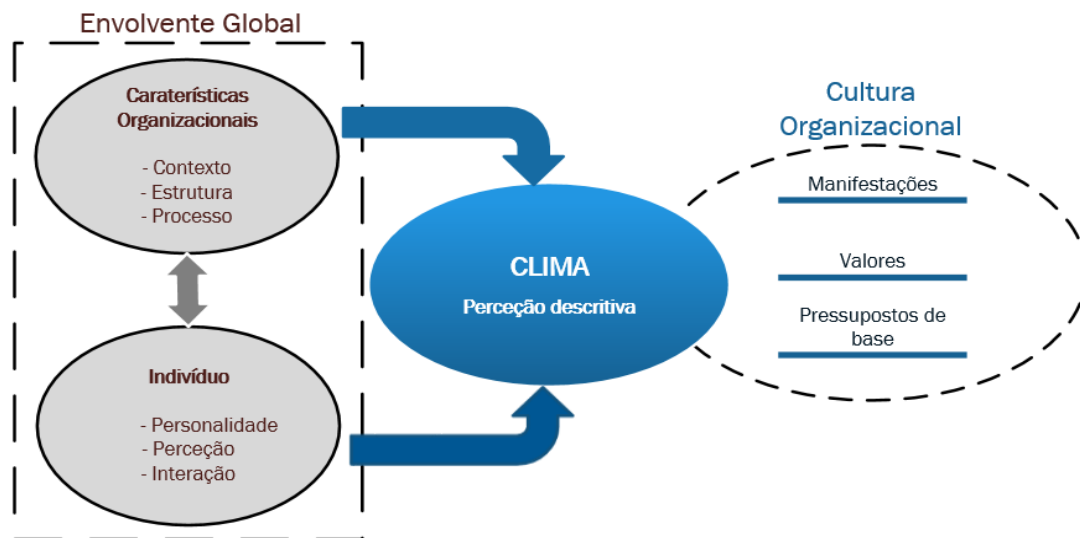 Envolvente Global
Caraterísticas
Organizacionais
- Contexto
- Estrutura
- Processo
Indivíduo
- Personalidade
- Perceção
- Interação
CLIMA
Perceção descritiva
Cultura
Organizacional
Manifestações
Valores
Pressupostos de
base